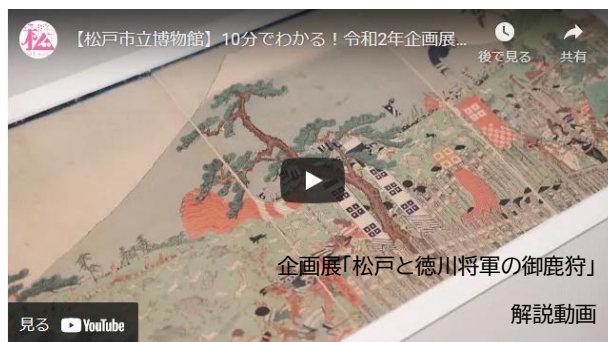 松
【松戸市立博物館】10分でわかる！令和2年企画展...
後で見る
共有
企画展「松戸と徳川将軍の御鹿狩」
解説動画
見る
YouTube